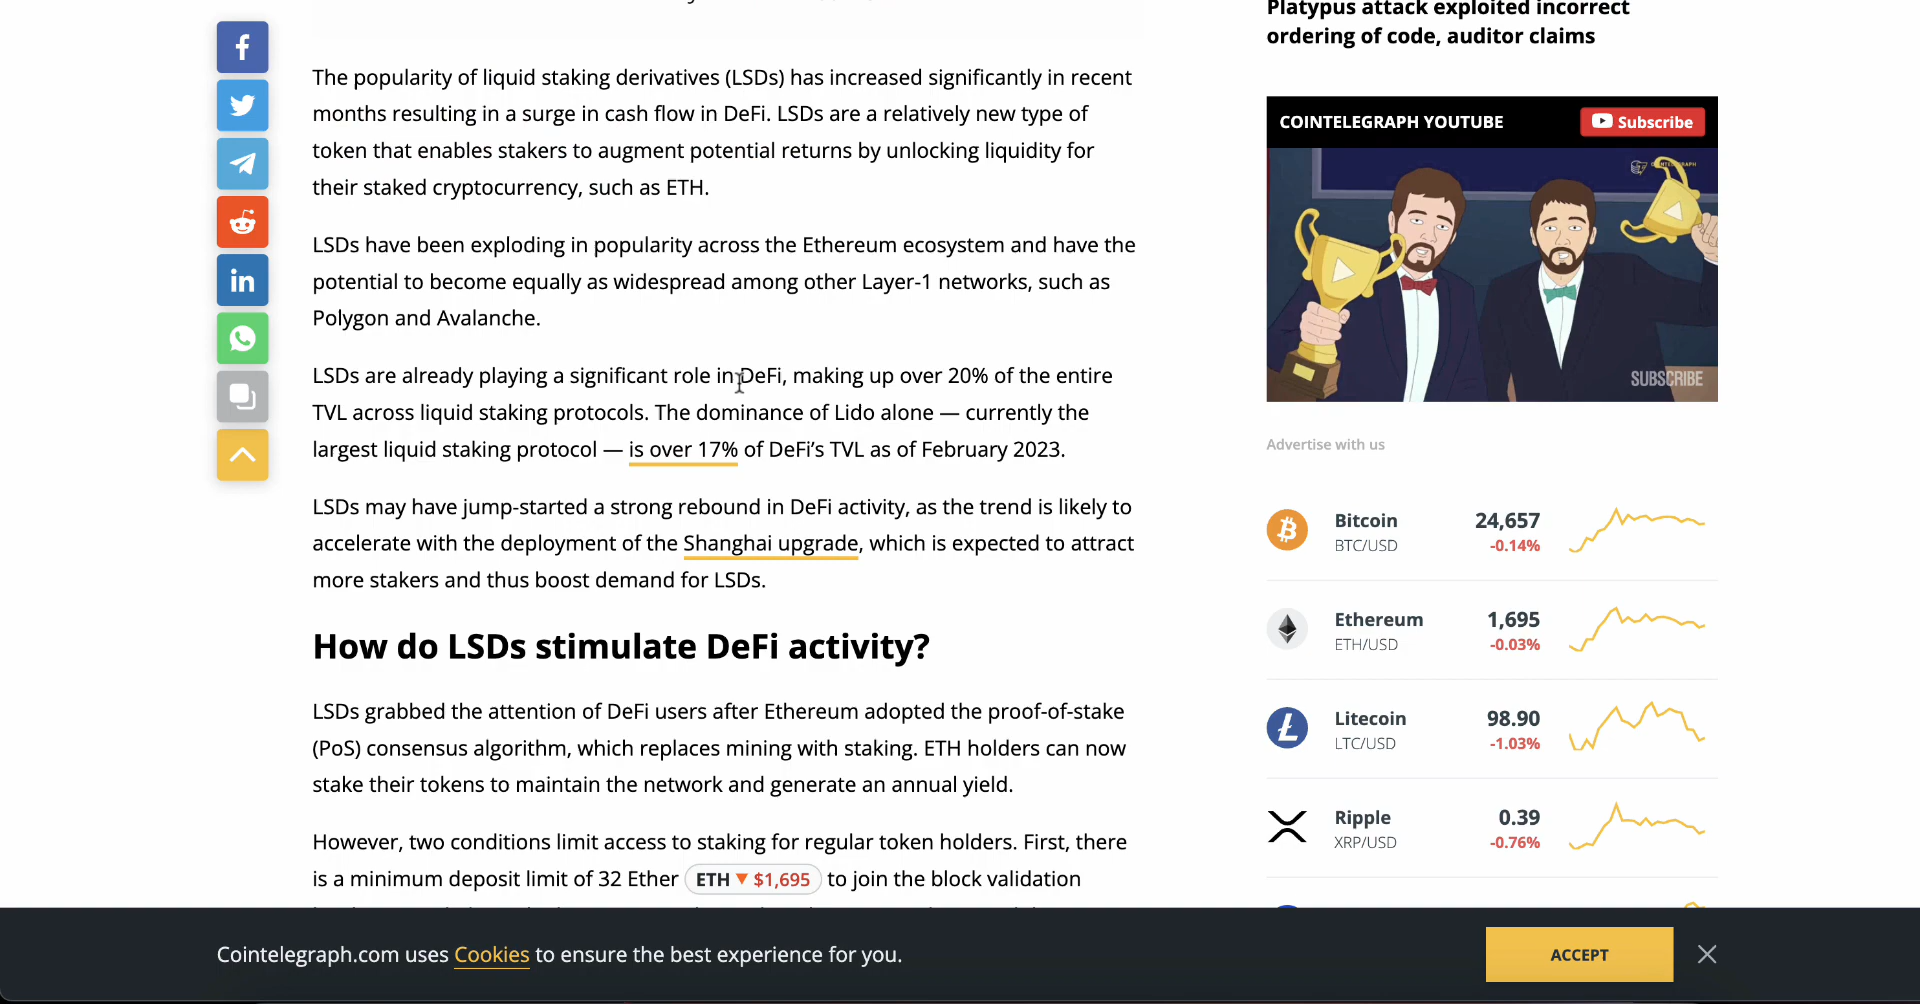 The popularity of liquid staking derivatives (LSDs) has increased significantly in recent
months resulting in a surge in cash flow in DeFi. LSDs are a relatively new type of
token that enables stakers to augment potential returns by unlocking liquidity for
their staked cryptocurrency, such as ETH.
LSDs have been exploding in popularity across the Ethereum ecosystem and have the
potential to become equally as widespread among other Layer-1 networks, such as
Polygon and Avalanche.
LSDs are already playing a significant role in DeFi, making up over 20% of the entire
TVL across liquid staking protocols. The dominance of Lido alone — currently the
largest liquid staking protocol — is over 17% of DeFi’s TVL as of February 2023.
LSDs may have jump-started a strong rebound in DeFi activity, as the trend is likely to
accelerate with the deployment of the Shanghai upgrade, which is expected to attract
more stakers and thus boost demand for LSDs.
How do LSDs stimulate DeFi activity?
LSDs grabbed the attention of DeFi users after Ethereum adopted the proof-of-stake
(PoS) consensus algorithm, which replaces mining with staking. ETH holders can now
stake their tokens to maintain the network and generate an annual yield.
However, two conditions limit access to staking for regular token holders. First, there
is a minimum deposit limit of 32 Ether ETH ▼ $1,695 to join the block validation
Platypus attack exploited incorrect
ordering of code, auditor claims
COINTELEGRAPH YOUTUBE
Subscribe
SUBSCRIBE
Advertise with us
Bitcoin 24,657
BTC/USD -0.14%
Ethereum 1,695
ETH/USD -0.03%
Litecoin 98.90
LTC/USD -1.03%
Ripple 0.39
XRP/USD -0.76%
Cointelegraph.com uses Cookies to ensure the best experience for you.
ACCEPT